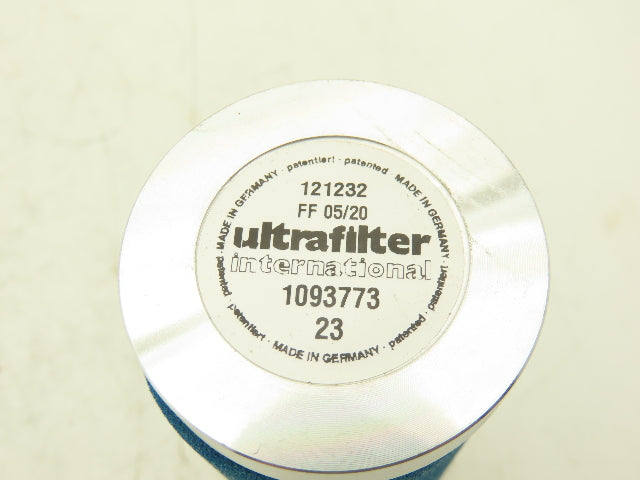 MADE IN GERMANY · patentiert · patented · MADE IN GERMANY · patentiert · patented · MADE IN GERMANY · patentiert · patented ·
121232
FF 05/20
ultrafilter
international
1093773
23